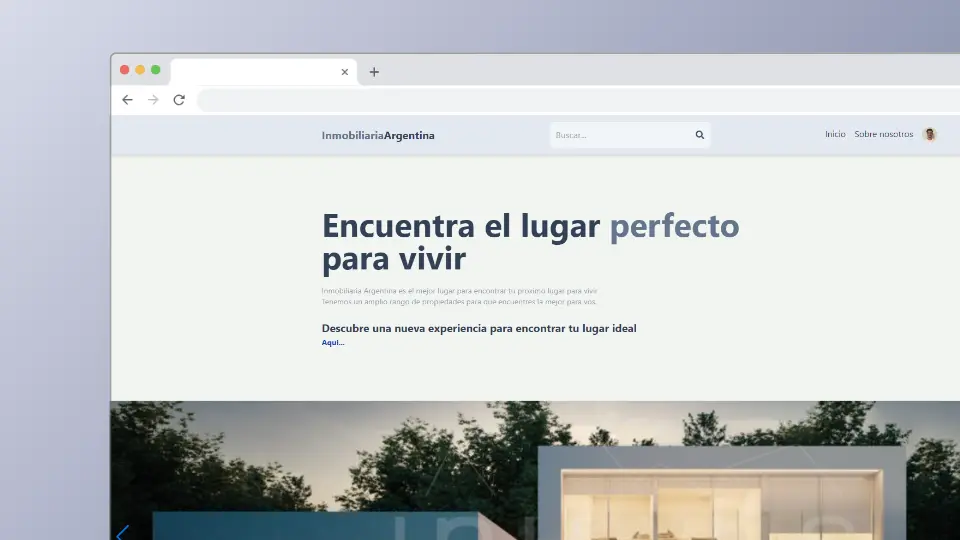 InmobiliariaArgentina
Buscar...
Inicio Sobre nosotros
Encuentra el lugar perfecto
para vivir
Inmobiliaria Argentina es el mejor lugar para encontrar tu proximo lugar para vivir
Tenemos un amplio rango de propiedades para que encuentres la mejor para vos.
Descubre una nueva experiencia para encontrar tu lugar ideal
Aqui...